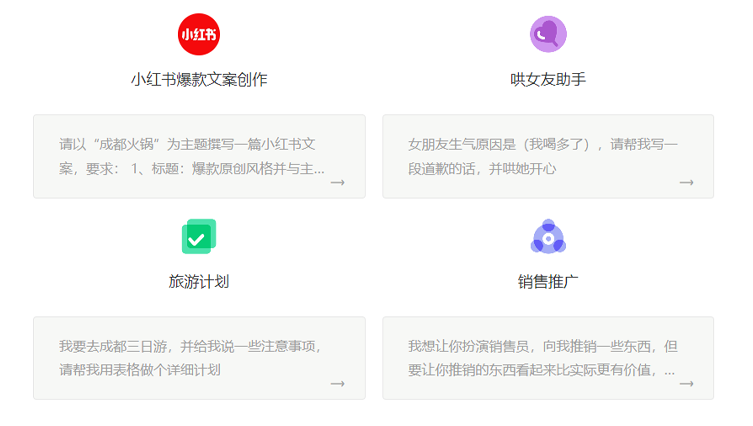 小红书
小红书爆款文案创作
哄女友助手
请以“成都火锅”为主题撰写一篇小红书文
案，要求： 1、标题：爆款原创风格并与主...
女朋友生气原因是（我喝多了），请帮我写一
段道歉的话，并哄她开心
旅游计划
销售推广
我要去成都三日游，并给我说一些注意事项，
请帮我用表格做个详细计划
我想让你扮演销售员，向我推销一些东西，但
要让你推销的东西看起来比实际更有价值，...